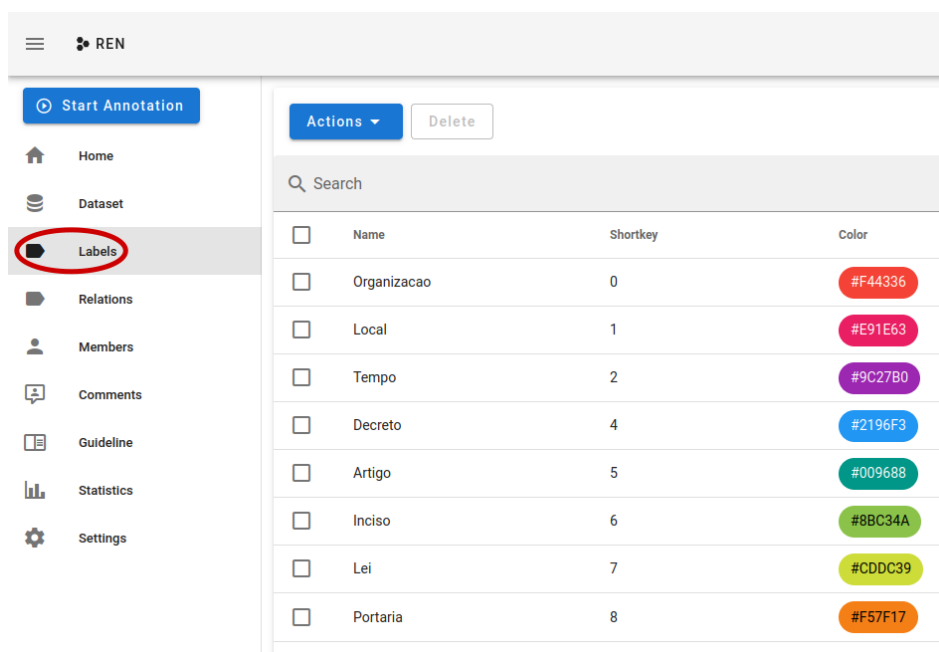 REN
Start Annotation
Home
Dataset
Labels
Relations
Members
Comments
Guideline
Statistics
Settings
Actions Delete
Search
Name Shortkey Color
Organizacao 0 #F44336
Local 1 #E91E63
Tempo 2 #9C27B0
Decreto 4 #2196F3
Artigo 5 #009688
Inciso 6 #8BC34A
Lei 7 #CDDC39
Portaria 8 #F57F17